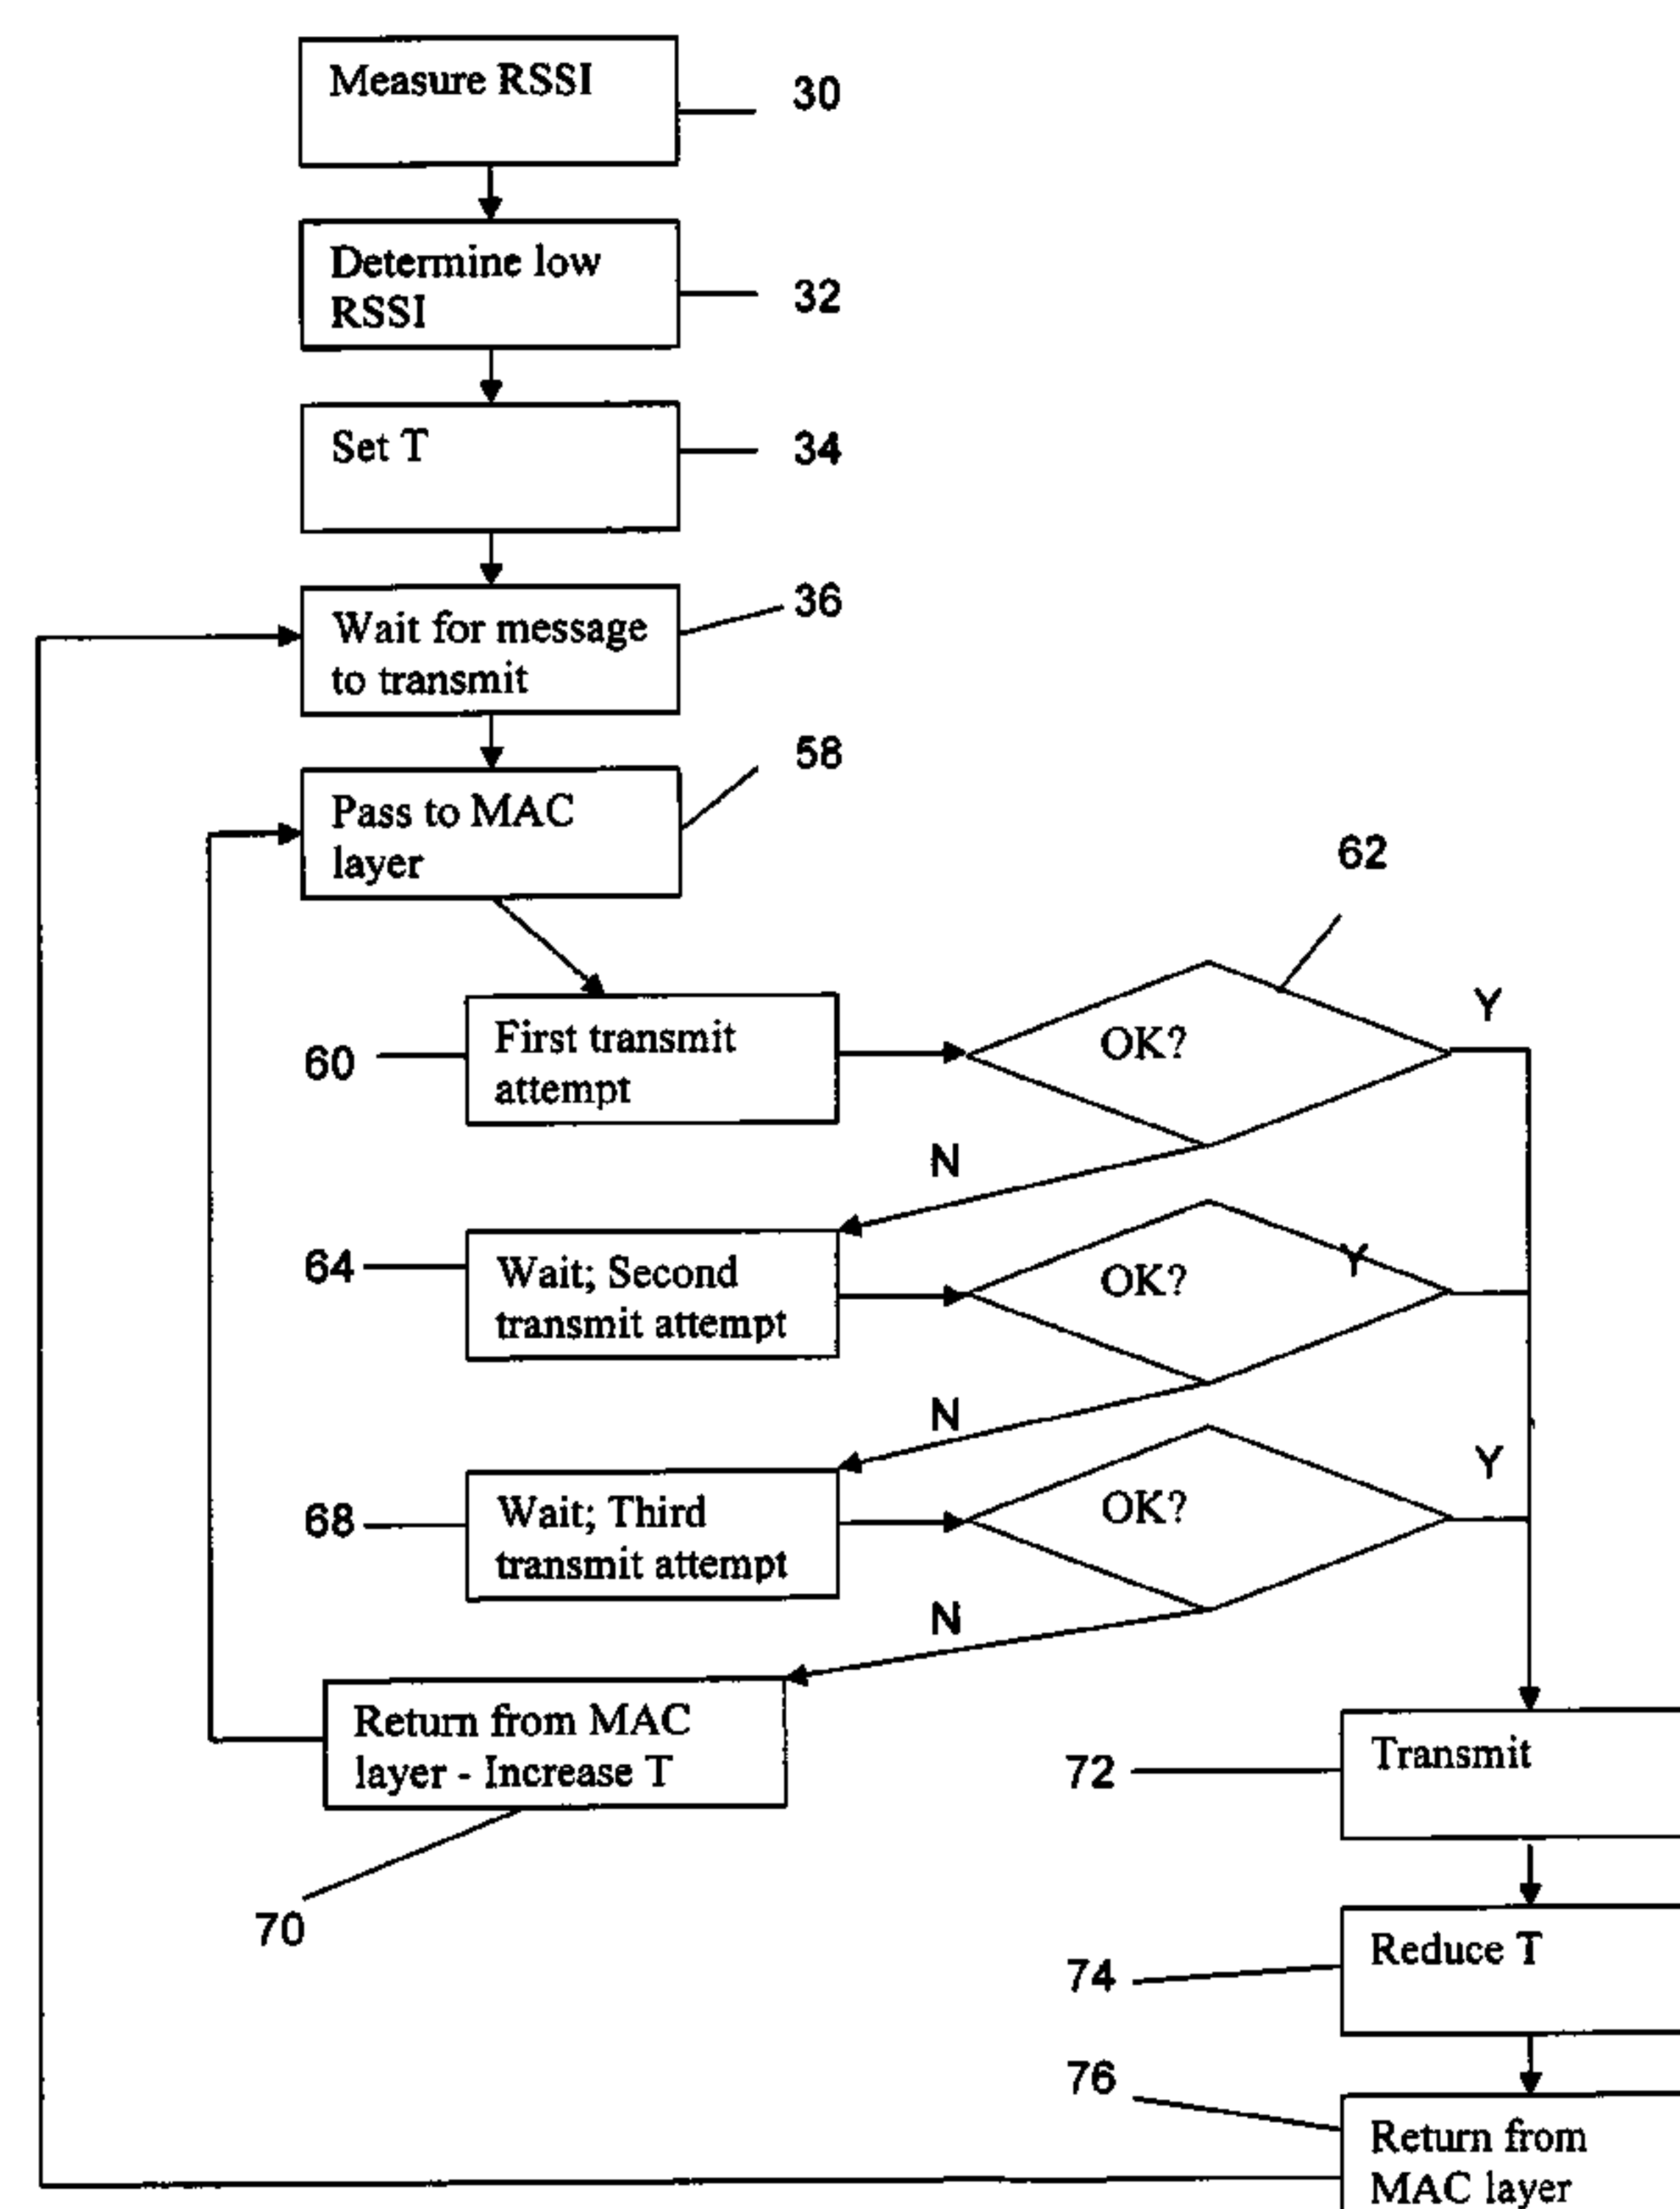 Measure RSSI
30
Determine low
RSSI
32
Set T
34
Wait for message
to transmit
36
Pass to MAC
layer
58
62
First transmit
attempt
60
OK?
Y
N
Wait; Second
transmit attempt
64
OK?
Y
N
Wait; Third
transmit attempt
68
OK?
Y
N
Return from MAC
layer - Increase T
70
Transmit
72
Reduce T
74
76
Return from
MAC layer